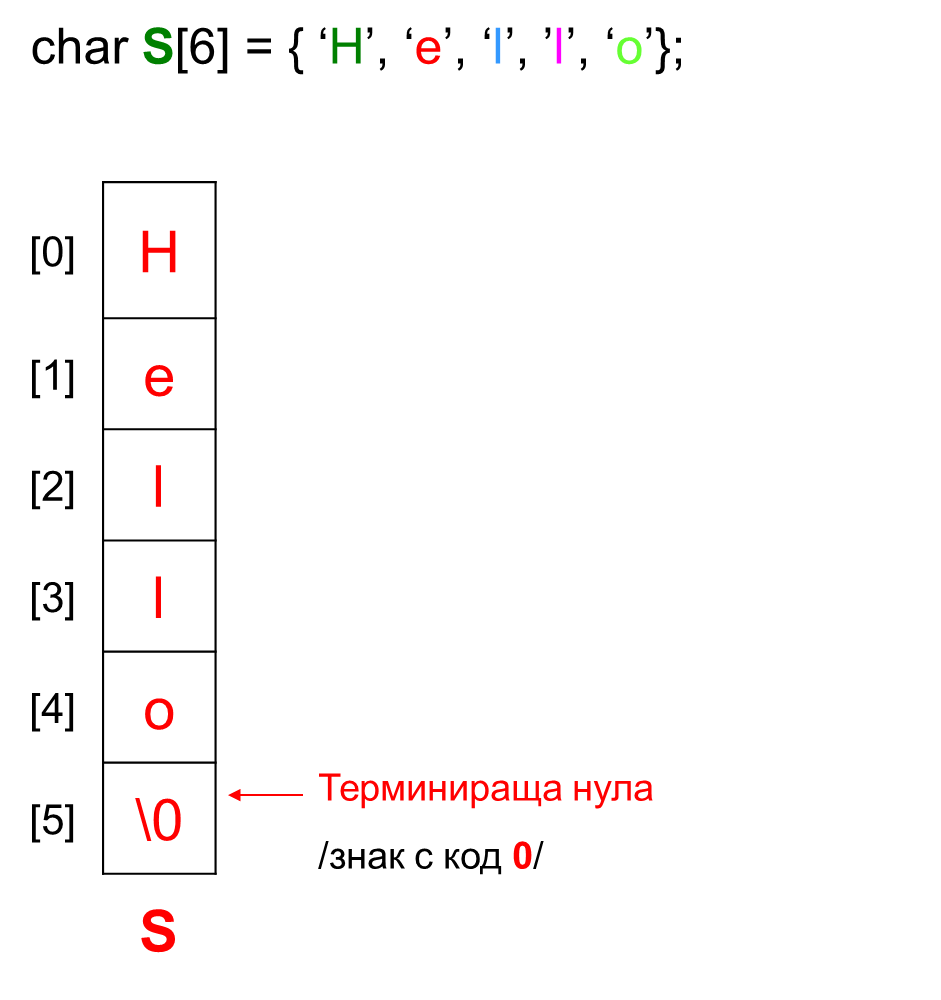 char S[6] = { ‘H’, ‘e’, ‘l’, ’l’, ‘o’};
[0] H
[1] e
[2] l
[3] l
[4] o
Терминираща нула
[5] \0
/знак с код 0/
S